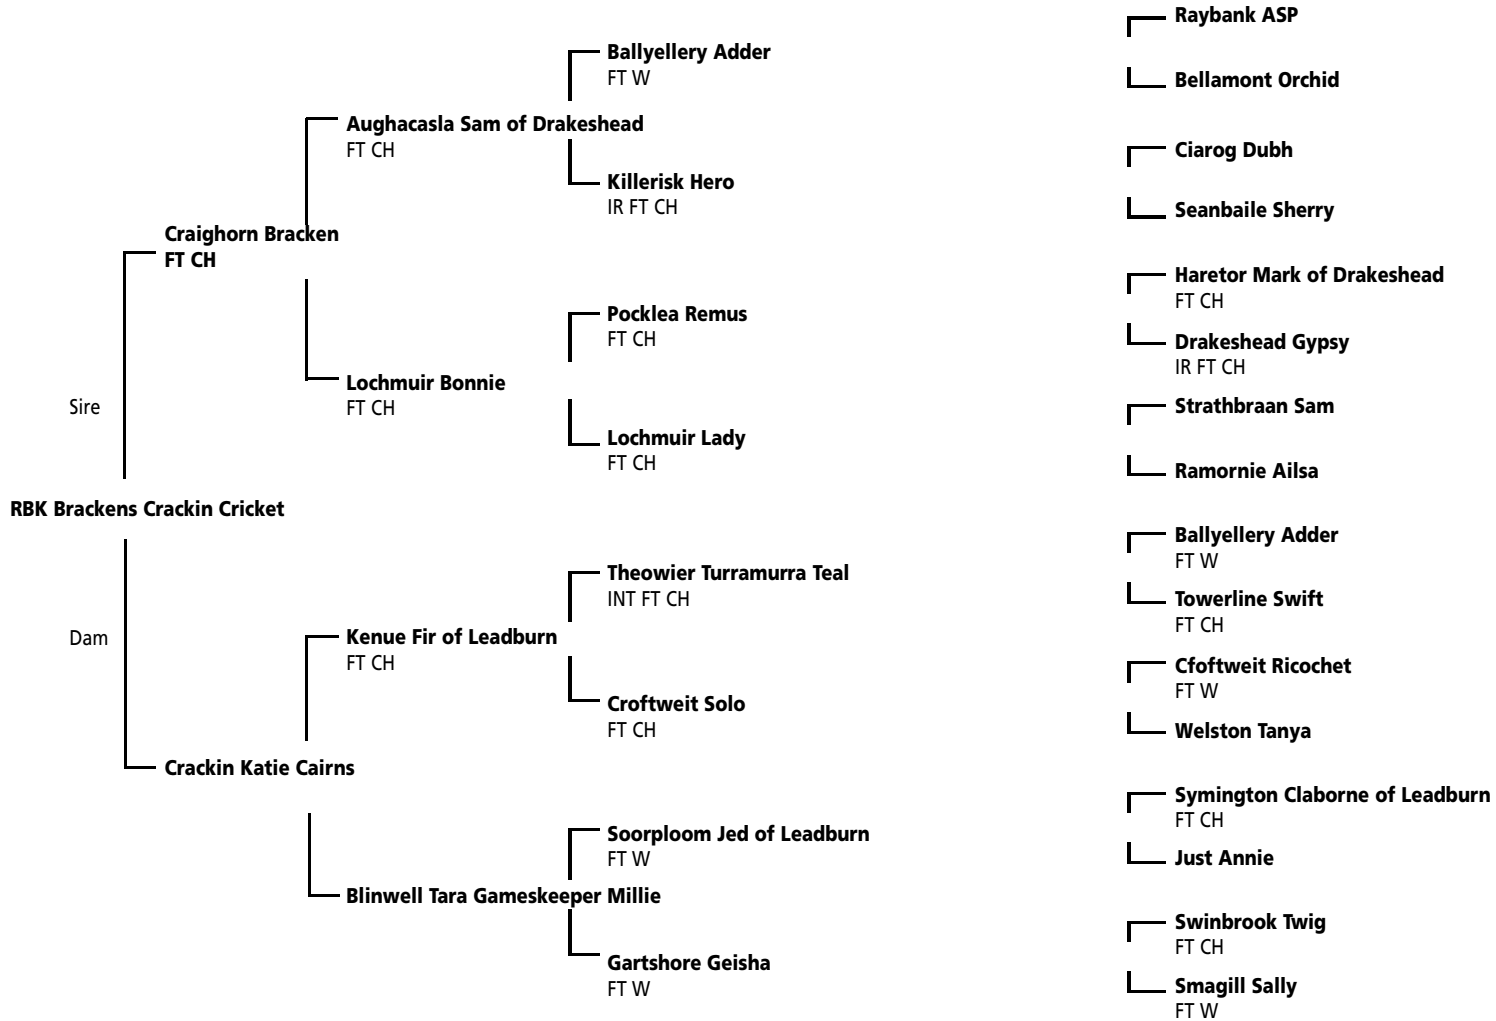 Raybank ASP
Ballyellery Adder
FT W
Bellamont Orchid
Aughacasla Sam of Drakeshead
FT CH
Ciarog Dubh
Killerisk Hero
IR FT CH
Seanbaile Sherry
Craighorn Bracken
FT CH
Haretor Mark of Drakeshead
FT CH
Pocklea Remus
FT CH
Drakeshead Gypsy
IR FT CH
Lochmuir Bonnie
FT CH
Sire
Strathbraan Sam
Lochmuir Lady
FT CH
Ramornie Ailsa
RBK Brackens Crackin Cricket
Ballyellery Adder
FT W
Theowier Turramurra Teal
INT FT CH
Towerline Swift
FT CH
Dam
Kenue Fir of Leadburn
FT CH
Cfoftweit Ricochet
FT W
Croftweit Solo
FT CH
Welston Tanya
Crackin Katie Cairns
Symington Claborne of Leadburn
FT CH
Soorploom Jed of Leadburn
FT W
Just Annie
Blinwell Tara Gameskeeper Millie
Swinbrook Twig
FT CH
Gartshore Geisha
FT W
Smagill Sally
FT W